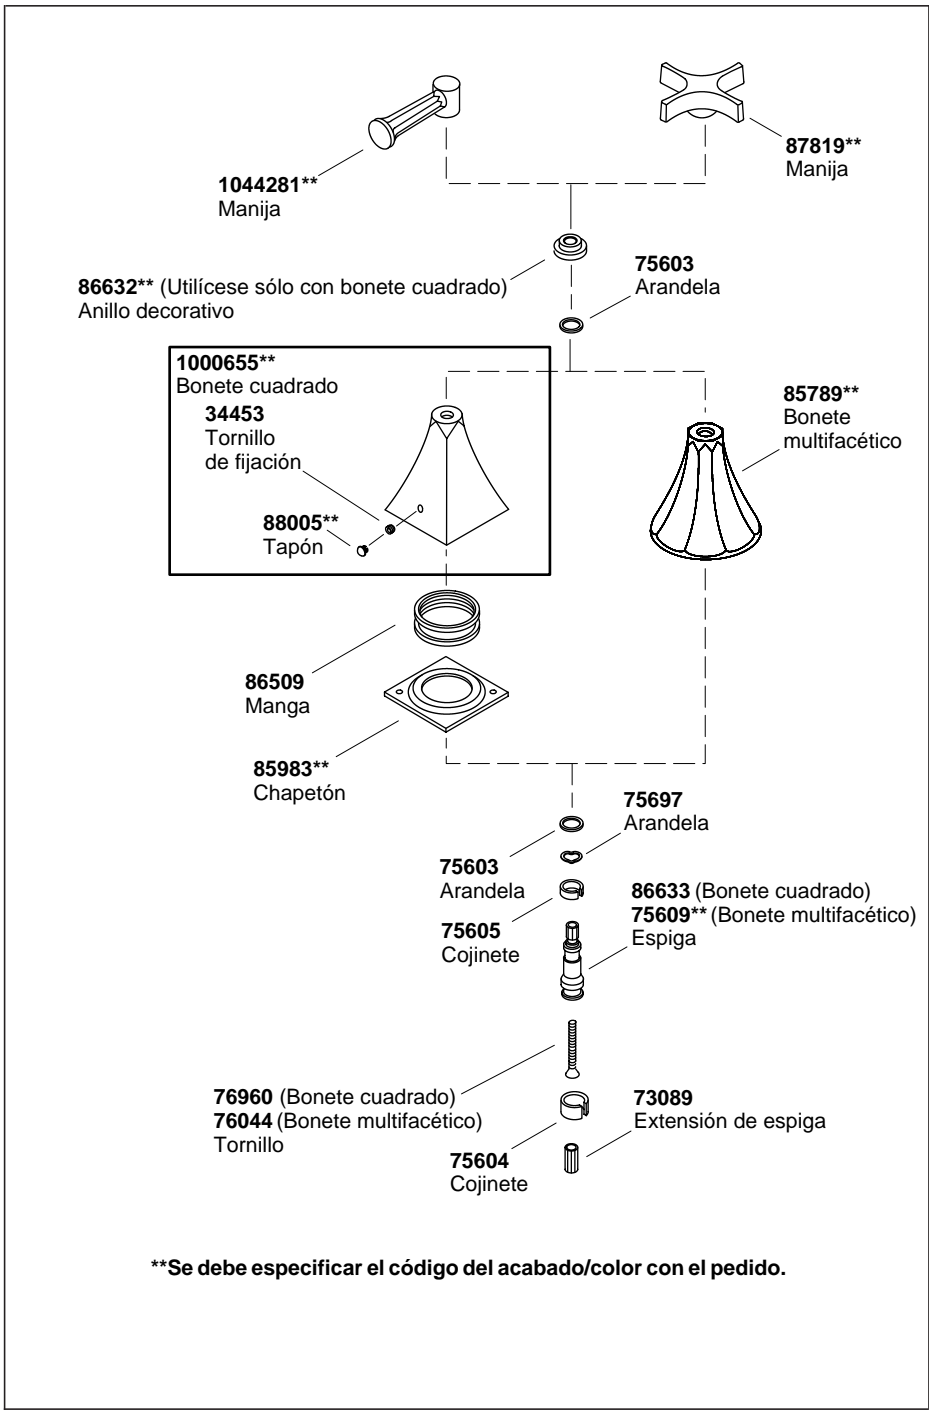 87819**
Manija
1044281**
Manija
75603
Arandela
86632** (Utilícese sólo con bonete cuadrado)
Anillo decorativo
1000655**
Bonete cuadrado
34453
Tornillo
de fijación
88005**
Tapón
85789**
Bonete
multifacético
86509
Manga
85983**
Chapetón
75697
Arandela
75603
Arandela
86633 (Bonete cuadrado)
75609** (Bonete multifacético)
Espiga
75605
Cojinete
76960 (Bonete cuadrado)
76044 (Bonete multifacético)
Tornillo
73089
Extensión de espiga
75604
Cojinete
**Se debe especificar el código del acabado/color con el pedido.